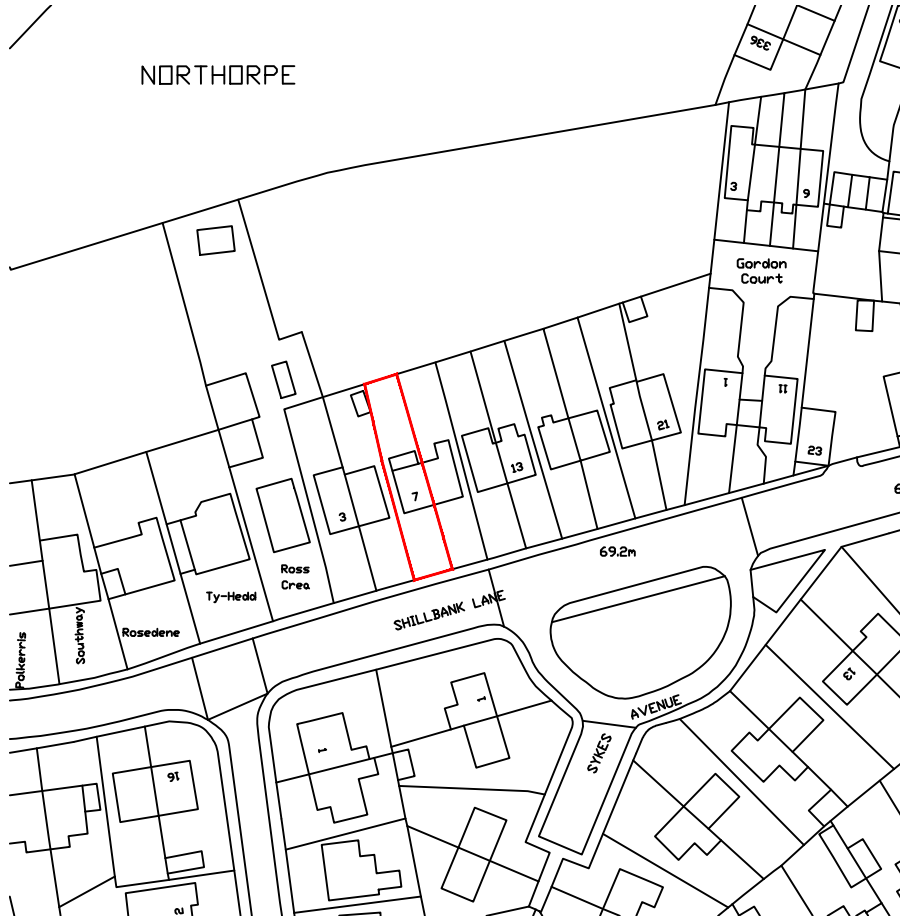 336
NORTHORPE
3
9
Gordon
Court
1
11
21
23
13
7
3
69.2m
Ross
Crea
Ty-Hedd
SHILLBANK LANE
Rosedene
Southway
Polkerris
13
1
AVENUE
SYKES
1
16
2